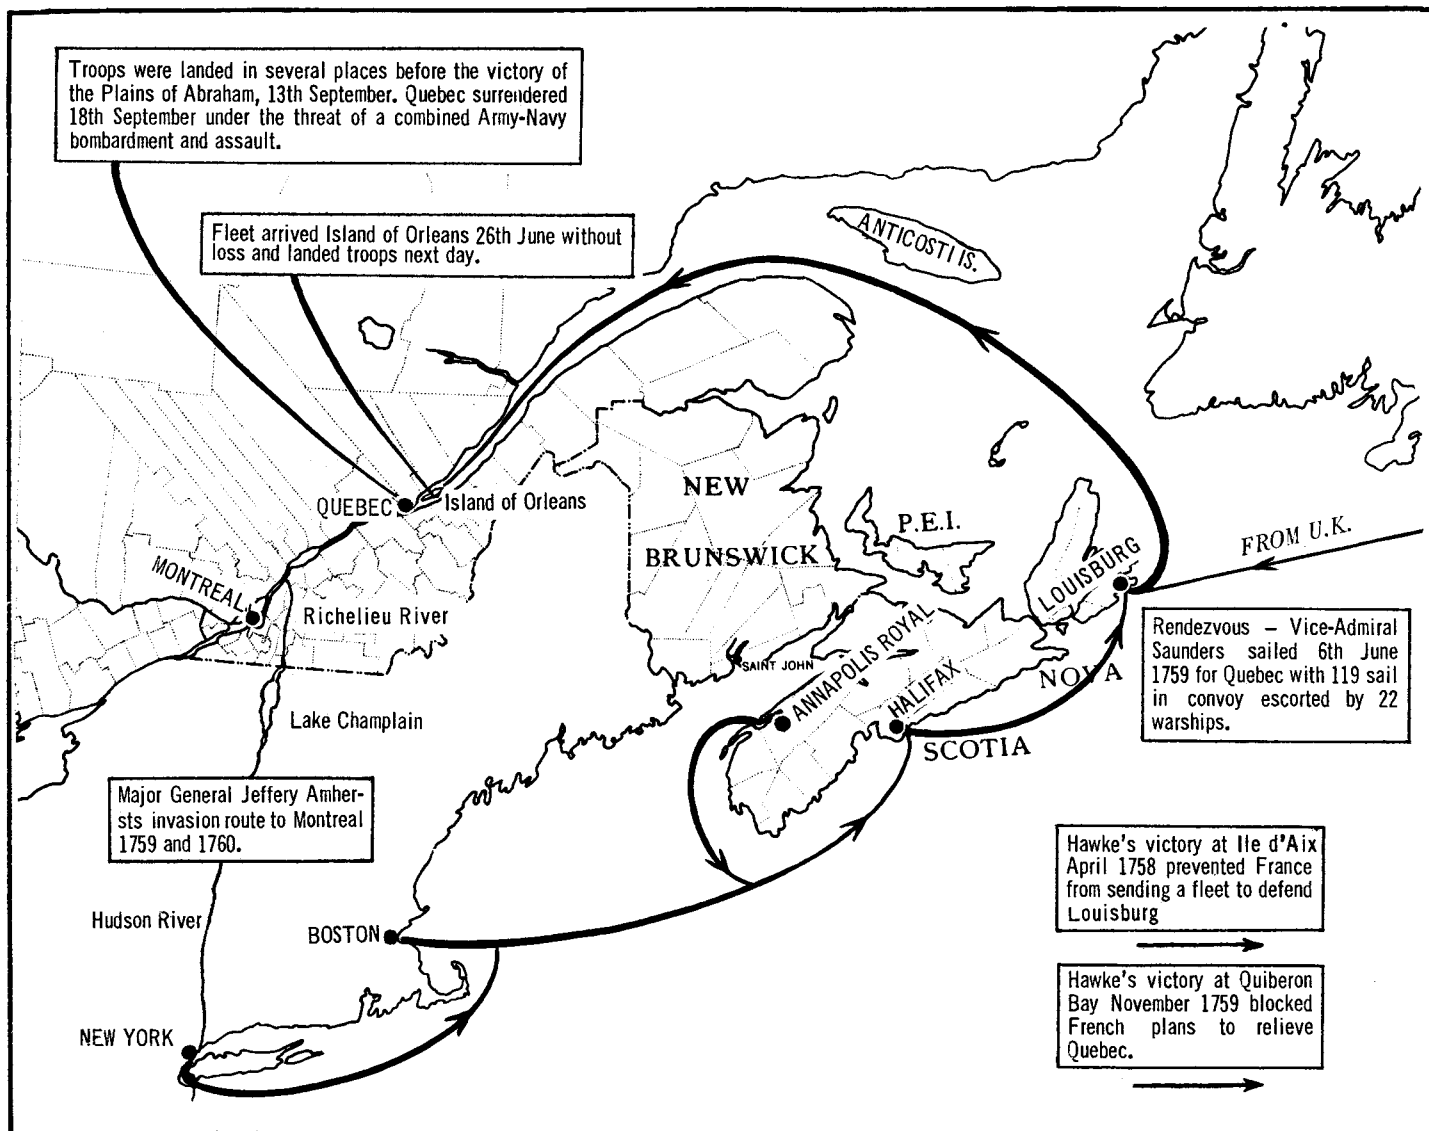 Troops were landed in several places before the victory of
the Plains of Abraham, 13th September. Quebec surrendered
18th September under the threat of a combined Army-Navy
bombardment and assault.
Fleet arrived Island of Orleans 26th June without
loss and landed troops next day.
ANTICOSTI IS.
QUEBEC
Island of Orleans
NEW
BRUNSWICK
P.E.I.
FROM U.K.
MONTREAL
Richelieu River
LOUISBURG
Rendezvous – Vice-Admiral
Saunders sailed 6th June
1759 for Quebec with 119 sail
in convoy escorted by 22
warships.
SAINT JOHN
ANNAPOLIS ROYAL
HALIFAX
NOVA
SCOTIA
Lake Champlain
Major General Jeffery Amher-
sts invasion route to Montreal
1759 and 1760.
Hudson River
BOSTON
NEW YORK
Hawke's victory at Ile d'Aix
April 1758 prevented France
from sending a fleet to defend
Louisburg
Hawke's victory at Quiberon
Bay November 1759 blocked
French plans to relieve
Quebec.